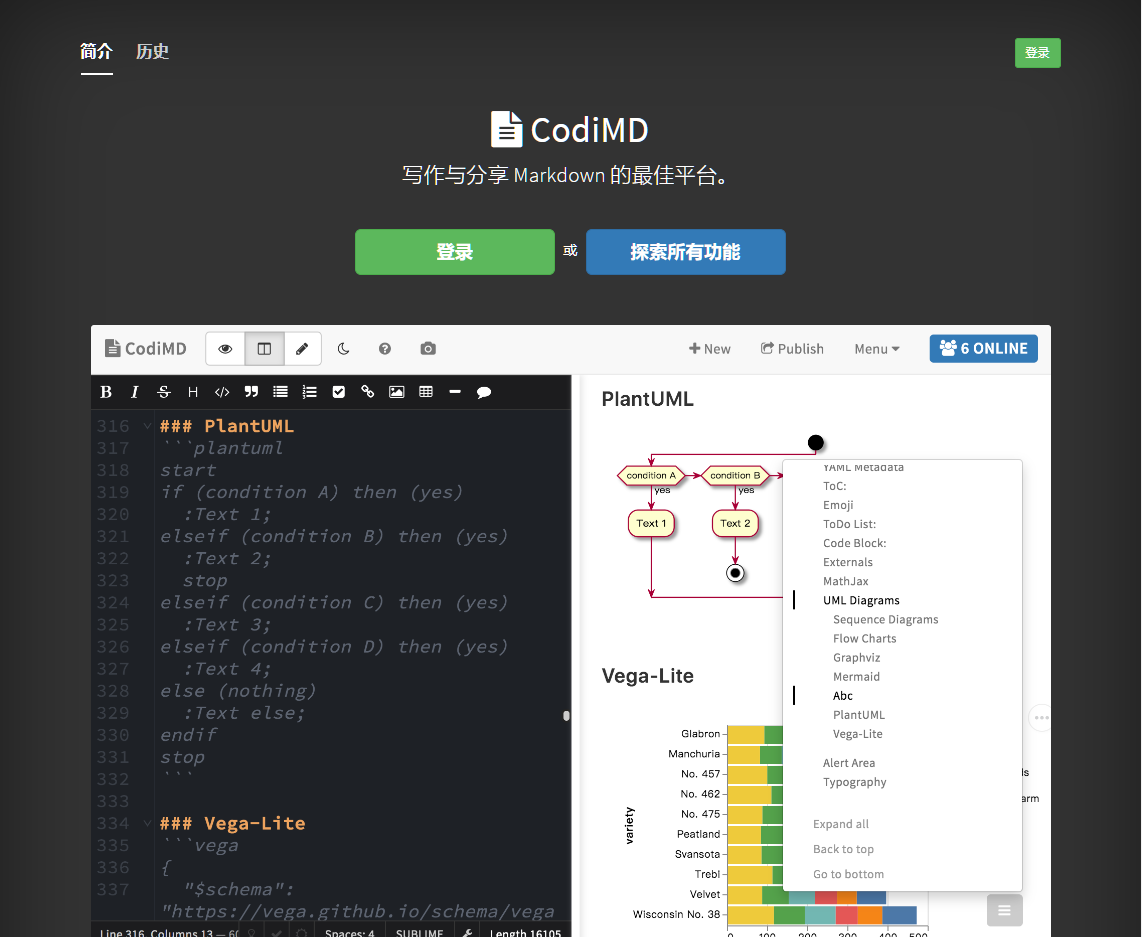 简介 历史 登录
CodiMD
写作与分享 Markdown 的最佳平台。
登录 或 探索所有功能
CodiMD New Publish Menu 6 ONLINE
316 ### PlantUML
317 ```plantuml
318 start
319 if (condition A) then (yes)
320 :Text 1;
321 elseif (condition B) then (yes)
322 :Text 2;
323 stop
324 elseif (condition C) then (yes)
325 :Text 3;
326 elseif (condition D) then (yes)
327 :Text 4;
328 else (nothing)
329 :Text else;
330 endif
331 stop
332 ```
333
334 ### Vega-Lite
335 ```vega
336 {
337 "$schema":
"https://vega.github.io/schema/vega
Line 316, Columns 13 — 60
Spaces: 4 SUBLIME Length 16105
PlantUML
condition A condition B
yes yes
Text 1 Text 2
Vega-Lite
variety
Glabron
Manchuria
No. 457
No. 462
No. 475
Peatland
Svansota
Trebi
Velvet
Wisconsin No. 38
0 100 200 300 400 500
YAML Metadata
ToC:
Emoji
ToDo List:
Code Block:
Externals
MathJax
UML Diagrams
Sequence Diagrams
Flow Charts
Graphviz
Mermaid
Abc
PlantUML
Vega-Lite
Alert Area
Typography
Expand all
Back to top
Go to bottom
ls
arm